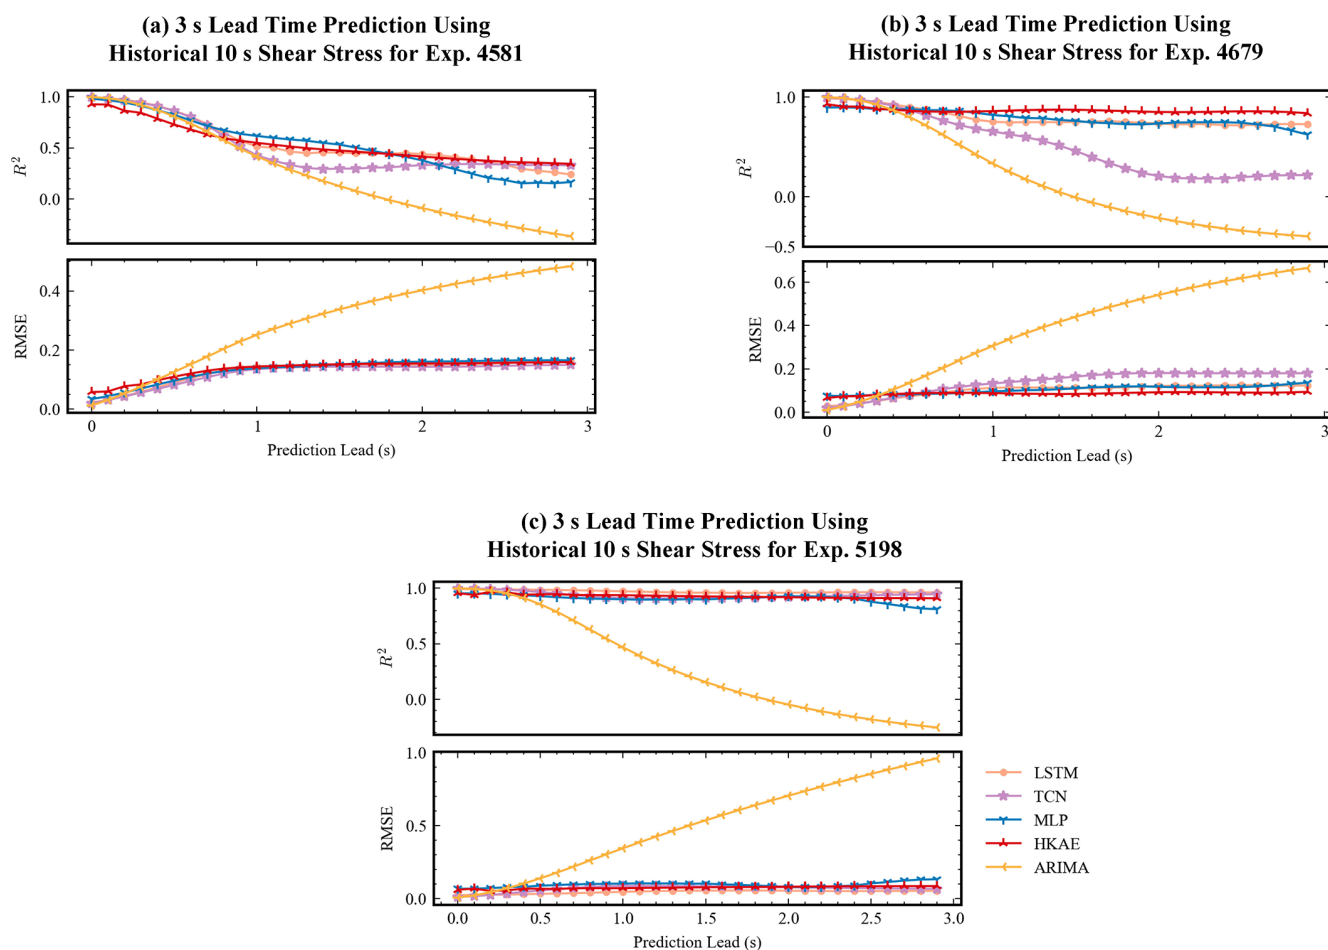 (a) 3 s Lead Time Prediction Using
Historical 10 s Shear Stress for Exp. 4581
1.0
0.0
R²
0.4
0.2
0.0
RMSE
0
1
2
3
Prediction Lead (s)
(b) 3 s Lead Time Prediction Using
Historical 10 s Shear Stress for Exp. 4679
1.0
0.5
0.0
−0.5
R²
0.6
0.4
0.2
0.0
RMSE
0
1
2
3
Prediction Lead (s)
(c) 3 s Lead Time Prediction Using
Historical 10 s Shear Stress for Exp. 5198
1.0
0.5
0.0
R²
1.0
0.5
0.0
RMSE
0.0
0.5
1.0
1.5
2.0
2.5
3.0
Prediction Lead (s)
LSTM
TCN
MLP
HKAE
ARIMA